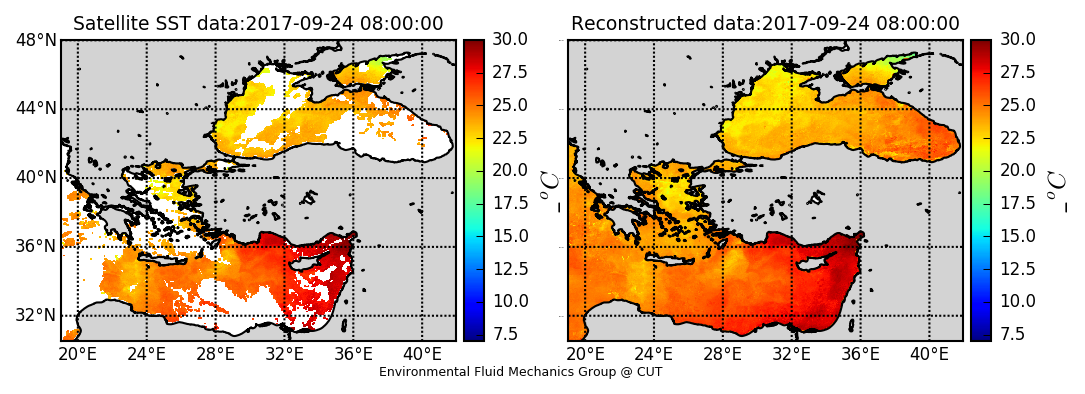 Satellite SST data:2017-09-24 08:00:00
48°N
44°N
40°N
36°N
32°N
20°E 24°E 28°E 32°E 36°E 40°E
30.0
27.5
25.0
22.5
20.0
17.5
15.0
12.5
10.0
7.5
_°C
Reconstructed data:2017-09-24 08:00:00
20°E 24°E 28°E 32°E 36°E 40°E
30.0
27.5
25.0
22.5
20.0
17.5
15.0
12.5
10.0
7.5
_°C
Environmental Fluid Mechanics Group @ CUT